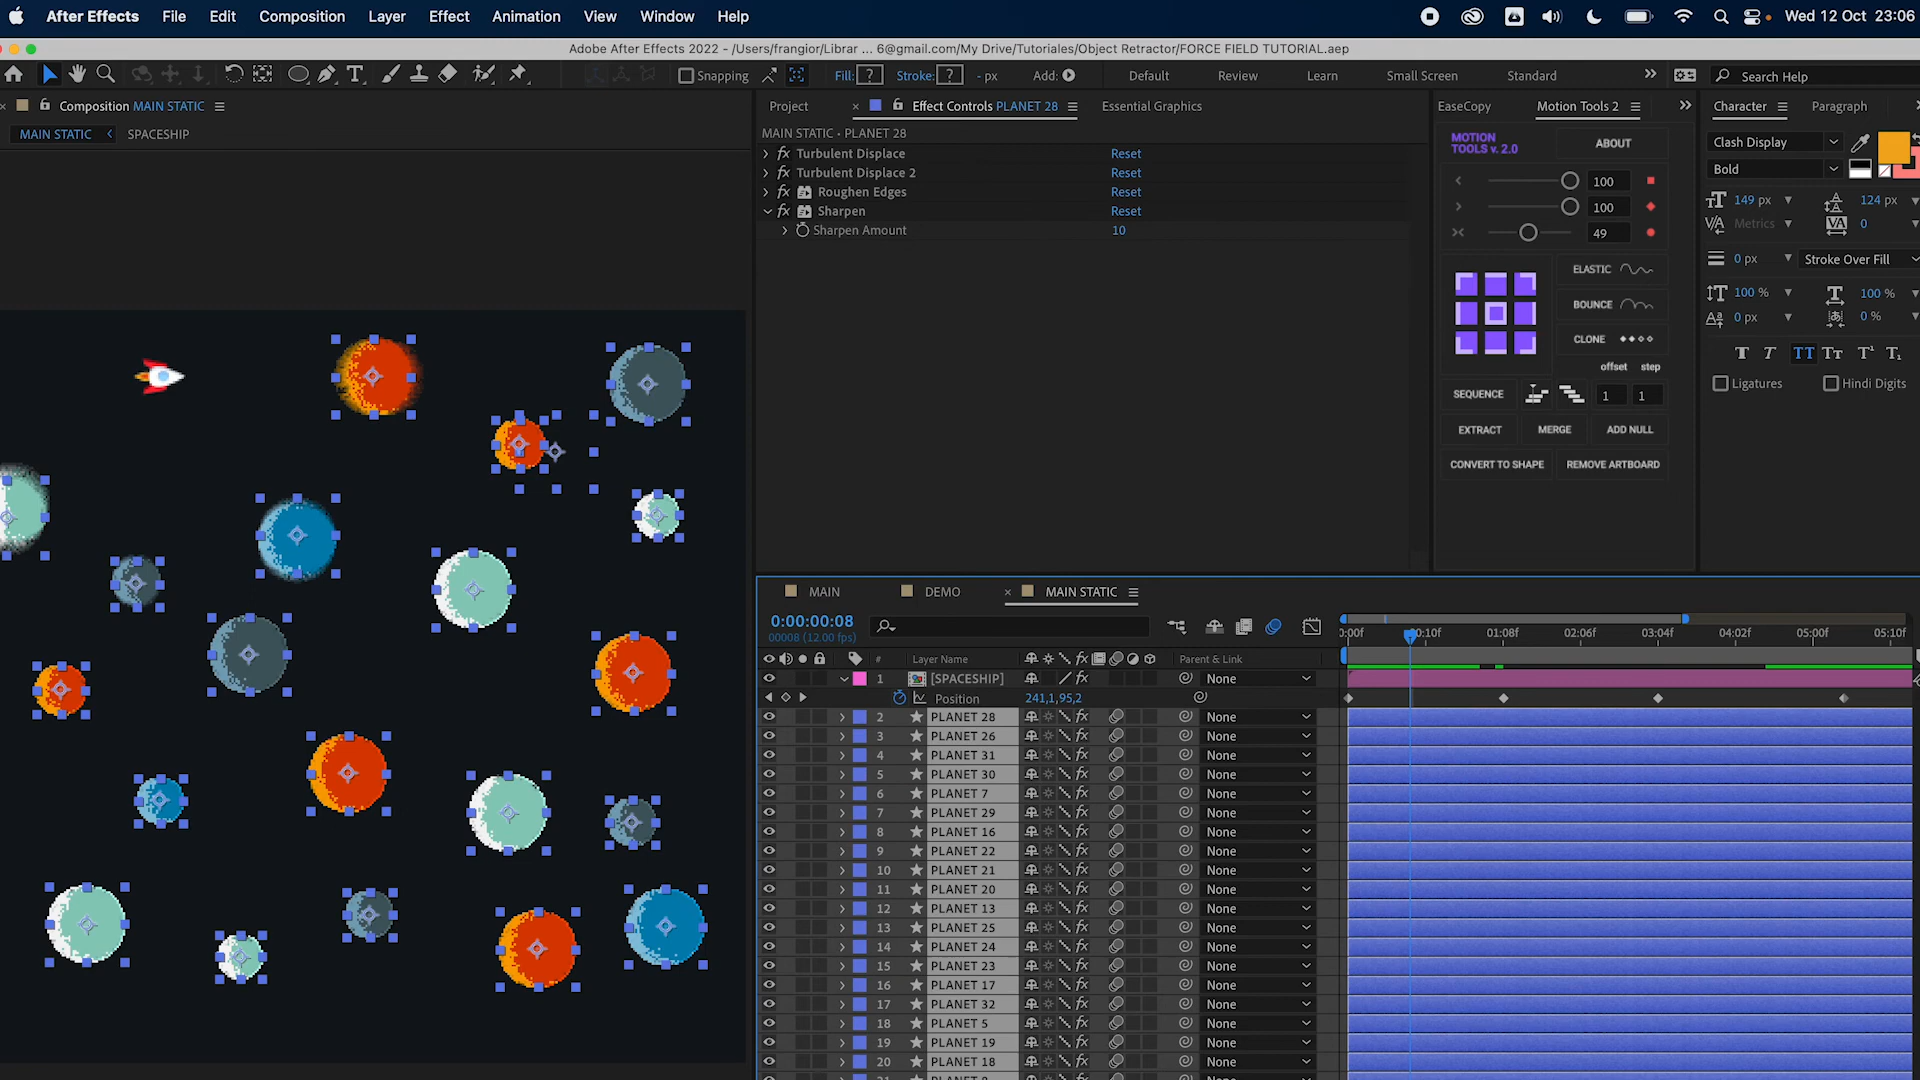 After Effects File Edit Composition Layer Effect Animation View Window Help Wed 12 Oct 23:06
Adobe After Effects 2022 - /Users/frangior/Librar ... 6@gmail.com/My Drive/Tutoriales/Object Retractor/FORCE FIELD TUTORIAL.aep
Snapping Fill: ? Stroke: ? - px Add: Default Review Learn Small Screen Standard Search Help
Composition MAIN STATIC Project Effect Controls PLANET 28 Essential Graphics EaseCopy Motion Tools 2 Character Paragraph
MAIN STATIC SPACESHIP
MAIN STATIC • PLANET 28
fx Turbulent Displace Reset
fx Turbulent Displace 2 Reset
fx Roughen Edges Reset
fx Sharpen Reset
Sharpen Amount 10
MOTION
TOOLS v. 2.0
ABOUT
100
100
49
ELASTIC
BOUNCE
CLONE
offset step
SEQUENCE 1 1
EXTRACT MERGE ADD NULL
CONVERT TO SHAPE REMOVE ARTBOARD
Clash Display
Bold
149 px 124 px
Metrics 0
0 px Stroke Over Fill
100 % 100 %
0 px 0 %
Ligatures Hindi Digits
MAIN DEMO MAIN STATIC
0:00:00:08
00008 (12.00 fps)
:00f 0:10f 01:08f 02:06f 03:04f 04:02f 05:00f 05:10f
# Layer Name Parent & Link
1 [SPACESHIP] None
Position 241,1,95,2
2 PLANET 28 None
3 PLANET 26 None
4 PLANET 31 None
5 PLANET 30 None
6 PLANET 7 None
7 PLANET 29 None
8 PLANET 16 None
9 PLANET 22 None
10 PLANET 21 None
11 PLANET 20 None
12 PLANET 13 None
13 PLANET 25 None
14 PLANET 24 None
15 PLANET 23 None
16 PLANET 17 None
17 PLANET 32 None
18 PLANET 5 None
19 PLANET 19 None
20 PLANET 18 None